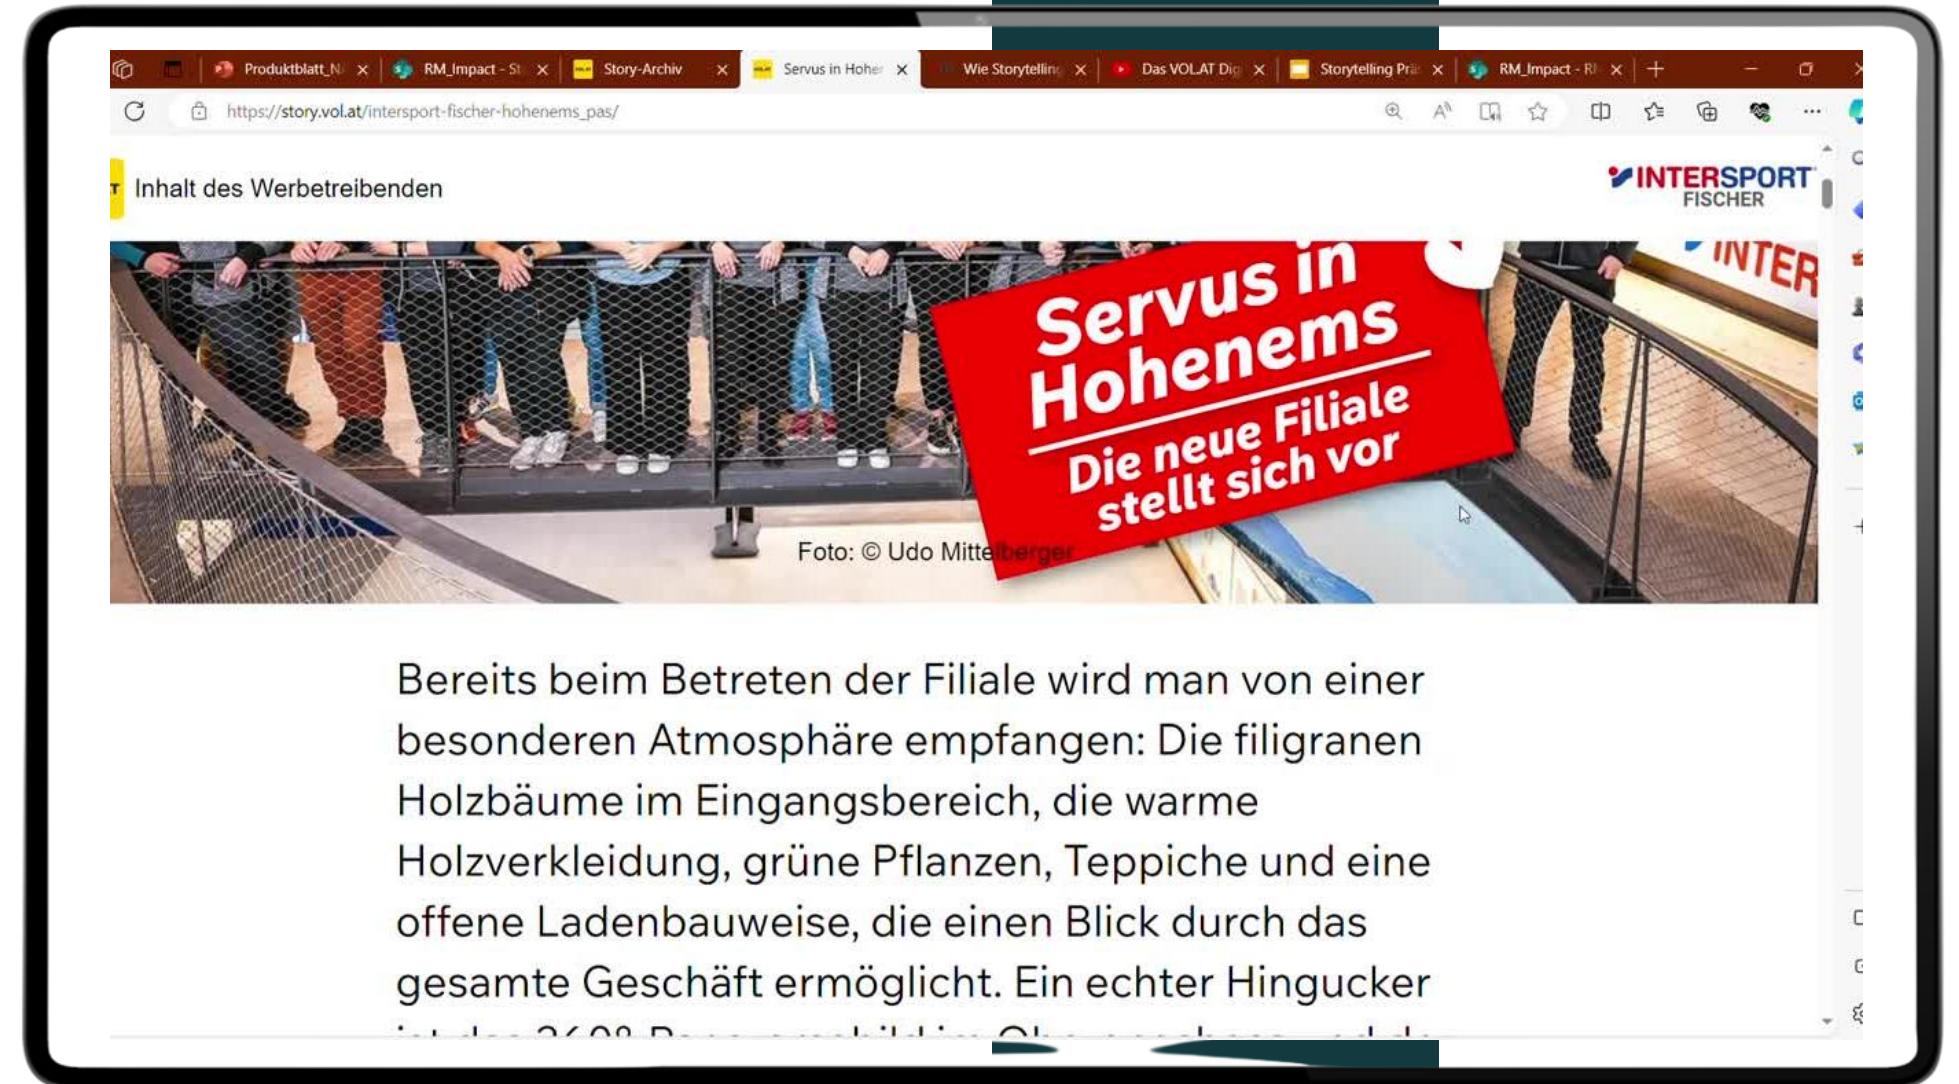 Produktblatt_N
RM_Impact - St
Story-Archiv
Servus in Hohe
Wie Storytelling
Das VOL.AT Dig
Storytelling Prä
RM_Impact - R
https://story.vol.at/intersport-fischer-hohenems_pas/
Inhalt des Werbetreibenden
INTERSPORT
FISCHER
INTER
Servus in
Hohenems
Die neue Filiale
stellt sich vor
Foto: © Udo Mittelberger
Bereits beim Betreten der Filiale wird man von einer
besonderen Atmosphäre empfangen: Die filigranen
Holzbäume im Eingangsbereich, die warme
Holzverkleidung, grüne Pflanzen, Teppiche und eine
offene Ladenbauweise, die einen Blick durch das
gesamte Geschäft ermöglicht. Ein echter Hingucker